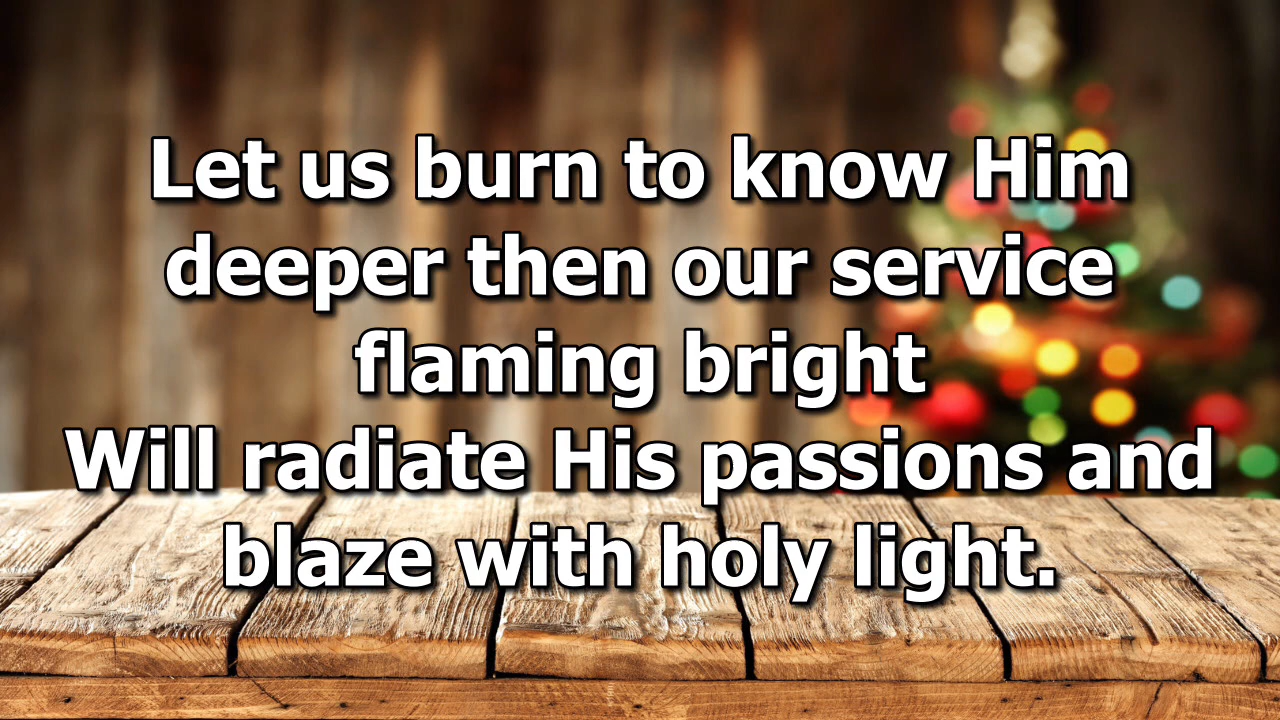 Let us burn to know Him
deeper then our service
flaming bright
Will radiate His passions and
blaze with holy light.